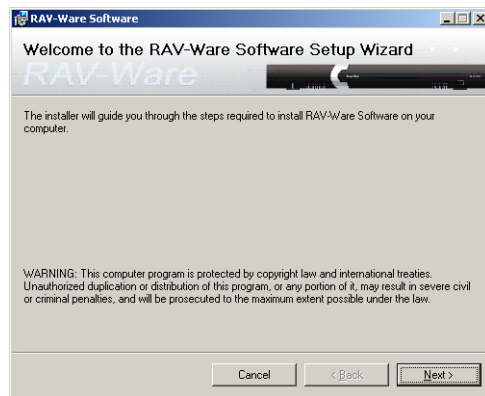 RAV-Ware Software
Welcome to the RAV-Ware Software Setup Wizard
RAV-Ware
The installer will guide you through the steps required to install RAV-Ware Software on your
computer.
WARNING: This computer program is protected by copyright law and international treaties.
Unauthorized duplication or distribution of this program, or any portion of it, may result in severe civil
or criminal penalties, and will be prosecuted to the maximum extent possible under the law.
Cancel
< Back
Next >